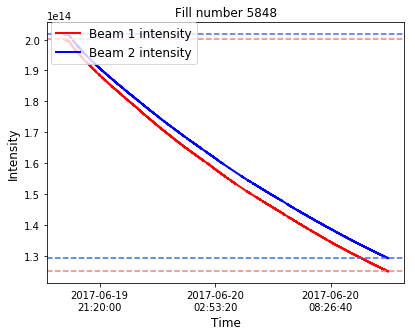 Fill number 5848
1e14
2.0
1.9
1.8
1.7
1.6
1.5
1.4
1.3
Intensity
Beam 1 intensity
Beam 2 intensity
2017-06-19
21:20:00
2017-06-20
02:53:20
2017-06-20
08:26:40
Time